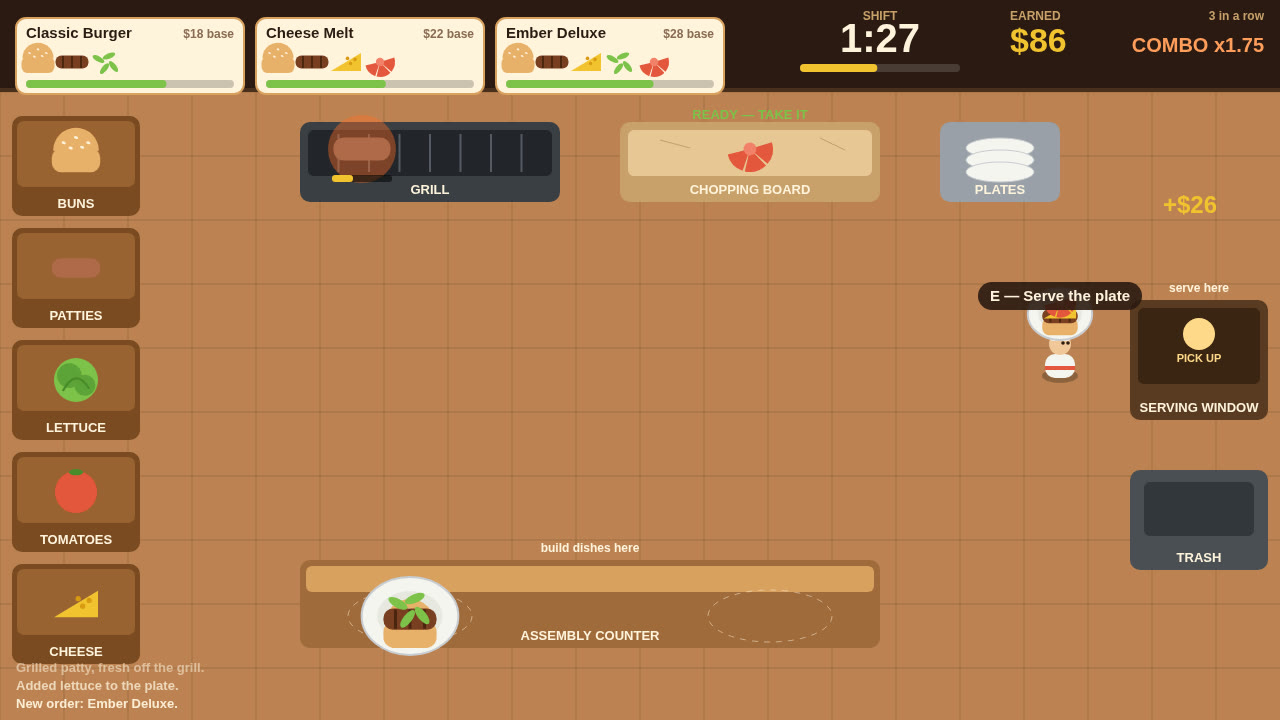 Classic Burger $18 base
Cheese Melt $22 base
Ember Deluxe $28 base
SHIFT
1:27
EARNED
$86
3 in a row
COMBO x1.75
READY — TAKE IT
BUNS
GRILL
CHOPPING BOARD
PLATES
+$26
PATTIES
E — Serve the plate
serve here
PICK UP
SERVING WINDOW
LETTUCE
TOMATOES
TRASH
build dishes here
ASSEMBLY COUNTER
CHEESE
Grilled patty, fresh off the grill.
Added lettuce to the plate.
New order: Ember Deluxe.